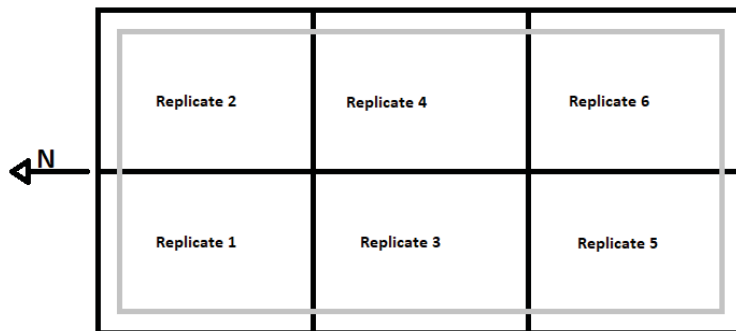 Replicate 2
Replicate 4
Replicate 6
N
Replicate 1
Replicate 3
Replicate 5